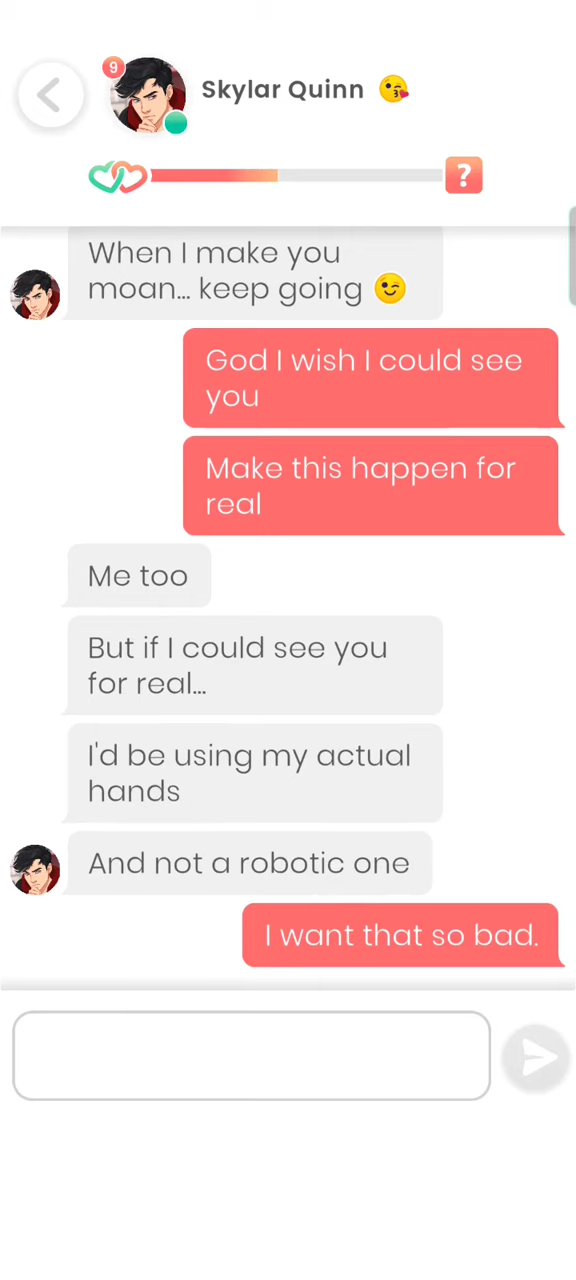 9
Skylar Quinn 😘
?
When I make you
moan... keep going 😉
God I wish I could see
you
Make this happen for
real
Me too
But if I could see you
for real...
I'd be using my actual
hands
And not a robotic one
I want that so bad.